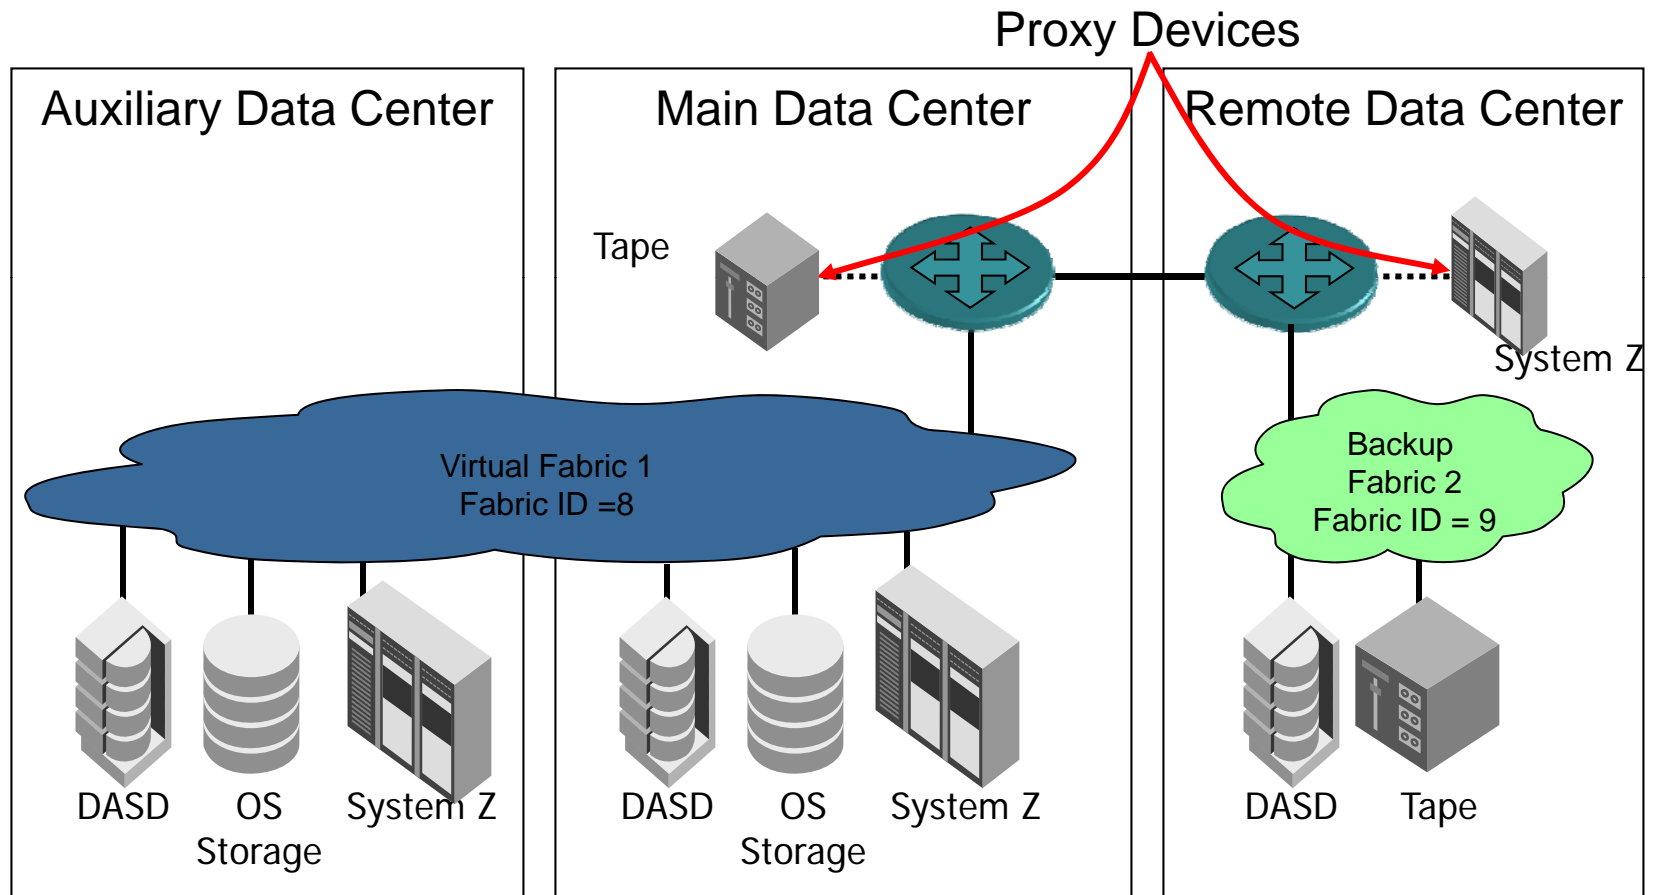 Proxy Devices
Auxiliary Data Center
Main Data Center
Remote Data Center
Tape
System Z
Virtual Fabric 1
Fabric ID =8
Backup
Fabric 2
Fabric ID = 9
DASD
OS
Storage
System Z
DASD
OS
Storage
System Z
DASD
Tape